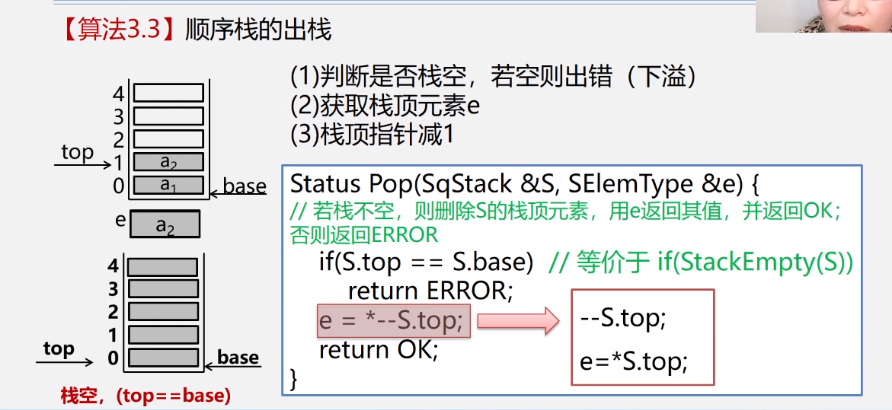 【算法3.3】顺序栈的出栈
(1)判断是否栈空，若空则出错（下溢）
(2)获取栈顶元素e
(3)栈顶指针减1
4
3
2
top
1
a₂
0
a₁
base
e
a₂
Status Pop(SqStack &S, SElemType &e) {
// 若栈不空，则删除S的栈顶元素，用e返回其值，并返回OK；
否则返回ERROR
if(S.top == S.base) // 等价于 if(StackEmpty(S))
return ERROR;
e = *--S.top;
return OK;
}
--S.top;
e=*S.top;
4
3
2
1
top
0
base
栈空，(top==base)